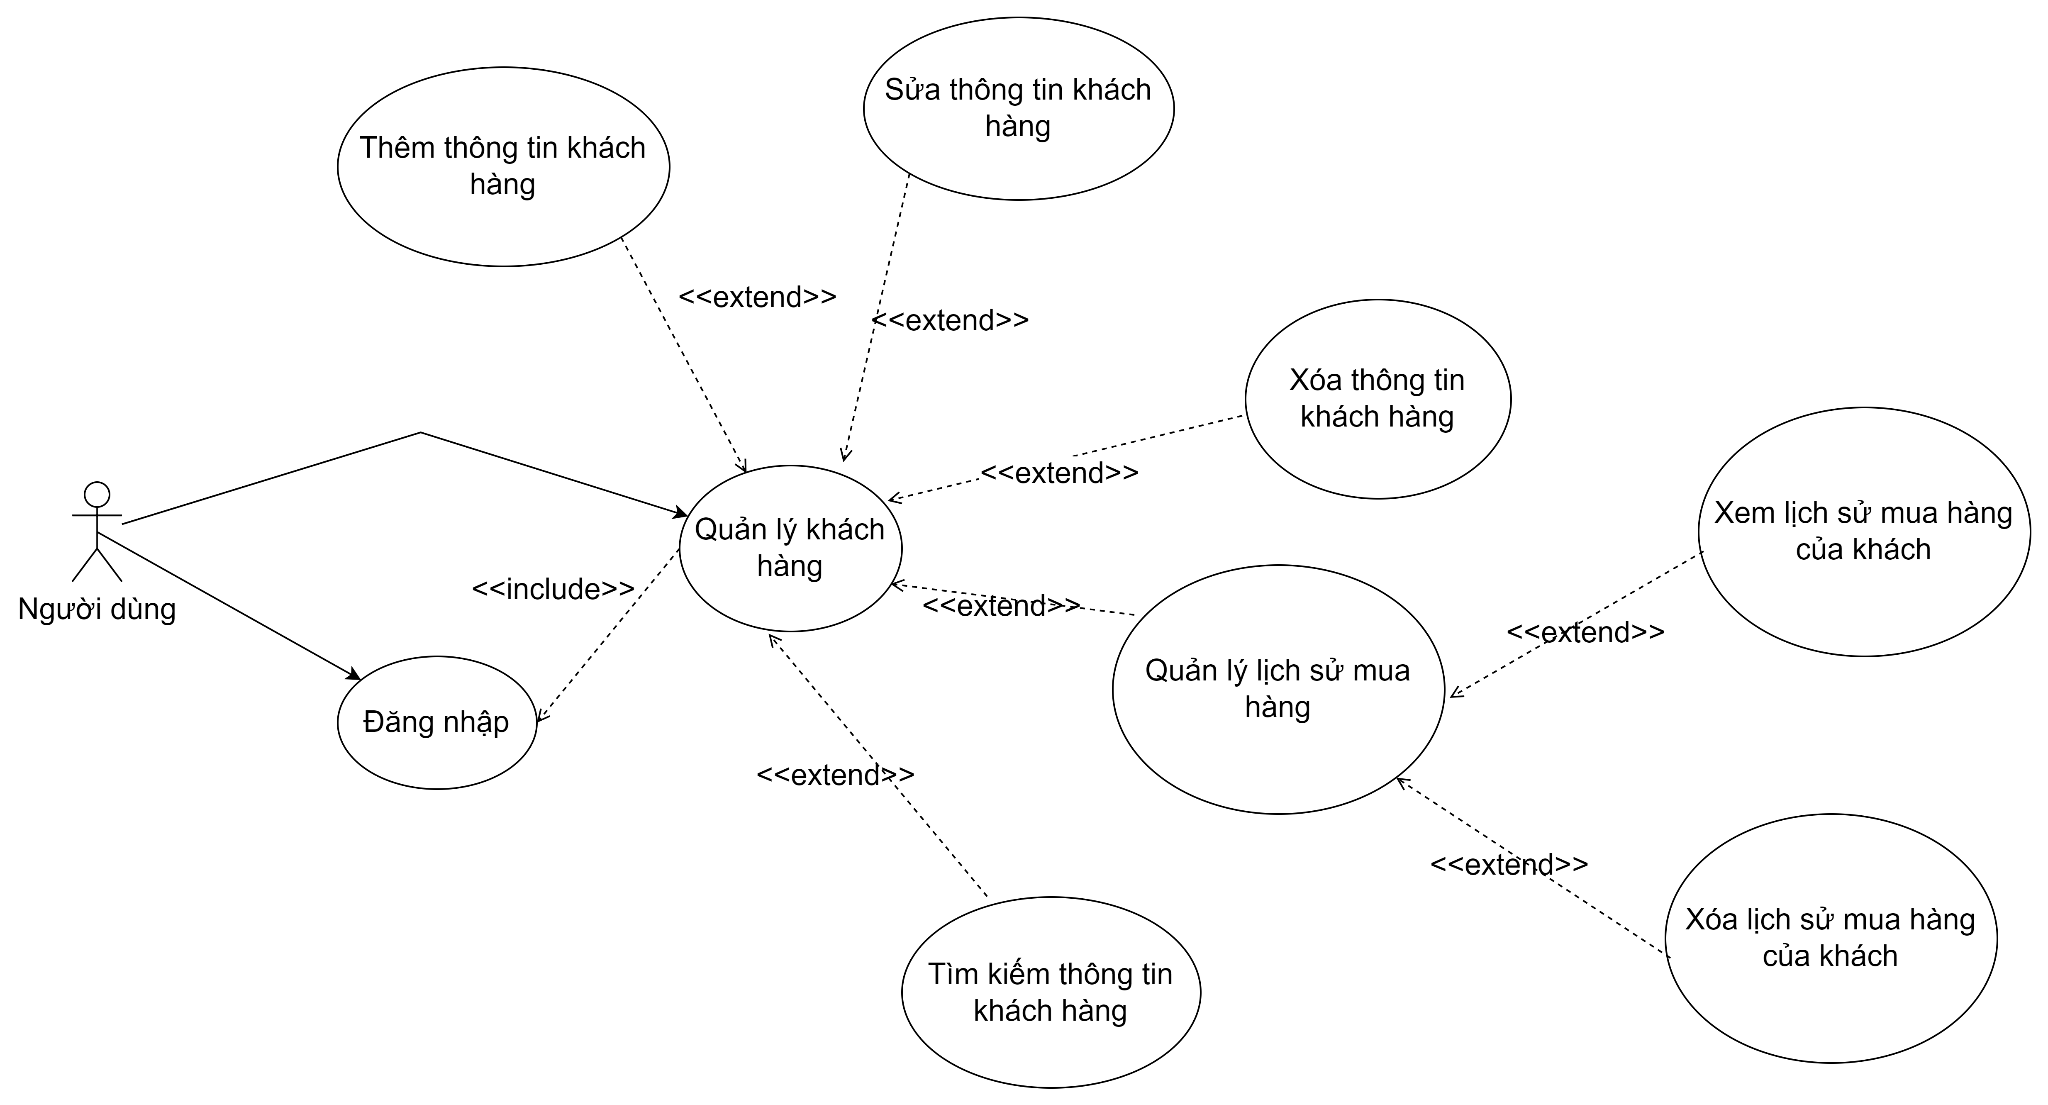 Sửa thông tin khách
hàng
Thêm thông tin khách
hàng
<<extend>>
<<extend>>
Xóa thông tin
khách hàng
<<extend>>
Xem lịch sử mua hàng
của khách
Quản lý khách
hàng
<<include>>
Người dùng
<<extend>>
<<extend>>
Quản lý lịch sử mua
hàng
Đăng nhập
<<extend>>
<<extend>>
Xóa lịch sử mua hàng
của khách
Tìm kiếm thông tin
khách hàng